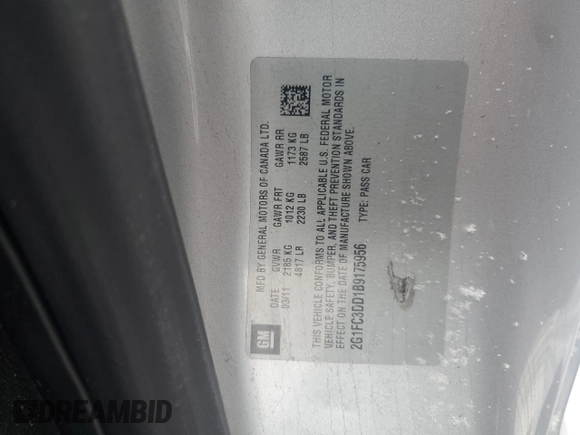 GM
MFD BY GENERAL MOTORS OF CANADA LTD.
DATE GVWR GAWR FRT GAWR RR
03/11 2185 KG 1012 KG 1173 KG
4817 LB 2230 LB 2587 LB
THIS VEHICLE CONFORMS TO ALL APPLICABLE U.S. FEDERAL MOTOR
VEHICLE SAFETY, BUMPER, AND THEFT PREVENTION STANDARDS IN
EFFECT ON THE DATE OF MANUFACTURE SHOWN ABOVE.
2G1FC3DD1B9175956 TYPE: PASS CAR
DREAMBID